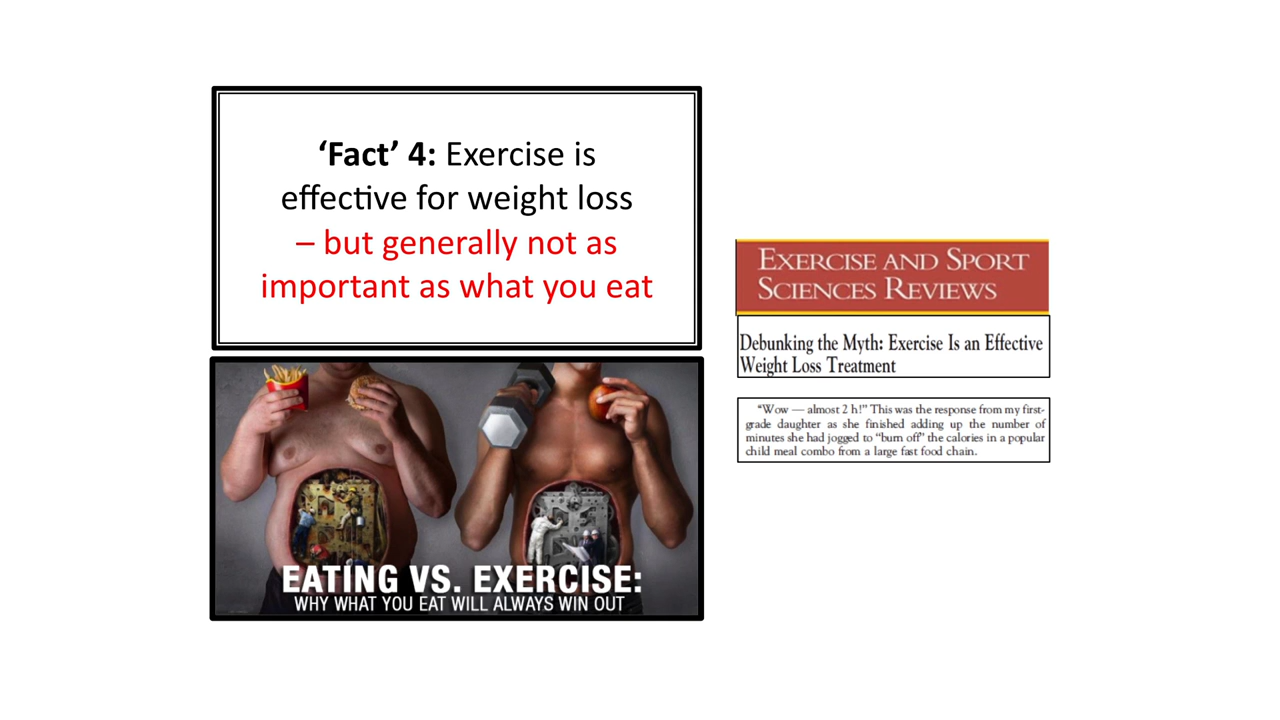 ‘Fact’ 4: Exercise is
effective for weight loss
– but generally not as
important as what you eat
EATING VS. EXERCISE:
WHY WHAT YOU EAT WILL ALWAYS WIN OUT
EXERCISE AND SPORT
SCIENCES REVIEWS
Debunking the Myth: Exercise Is an Effective
Weight Loss Treatment
“Wow — almost 2 h!” This was the response from my first-
grade daughter as she finished adding up the number of
minutes she had jogged to “burn off” the calories in a popular
child meal combo from a large fast food chain.